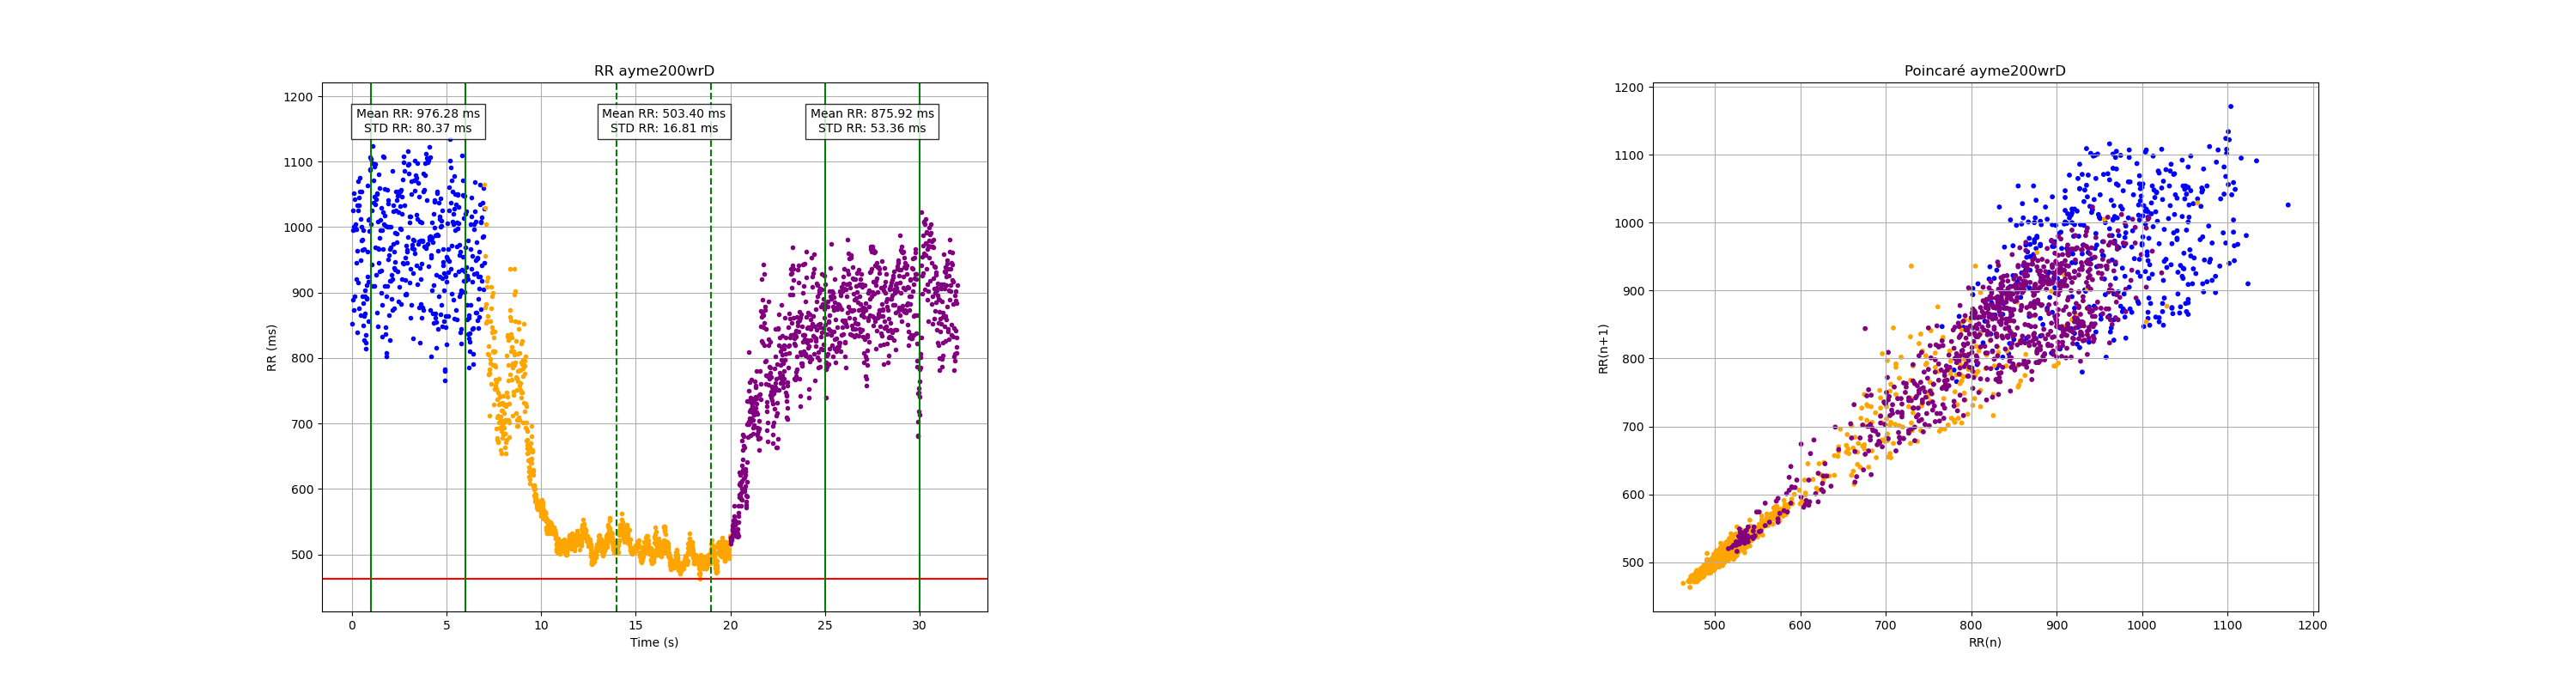 RR ayme200wrD
Mean RR: 976.28 ms
STD RR: 80.37 ms
Mean RR: 503.40 ms
STD RR: 16.81 ms
Mean RR: 875.92 ms
STD RR: 53.36 ms
1200
1100
1000
900
800
700
600
500
RR (ms)
0 5 10 15 20 25 30
Time (s)
Poincaré ayme200wrD
1200
1100
1000
900
800
700
600
500
RR(n+1)
500 600 700 800 900 1000 1100 1200
RR(n)